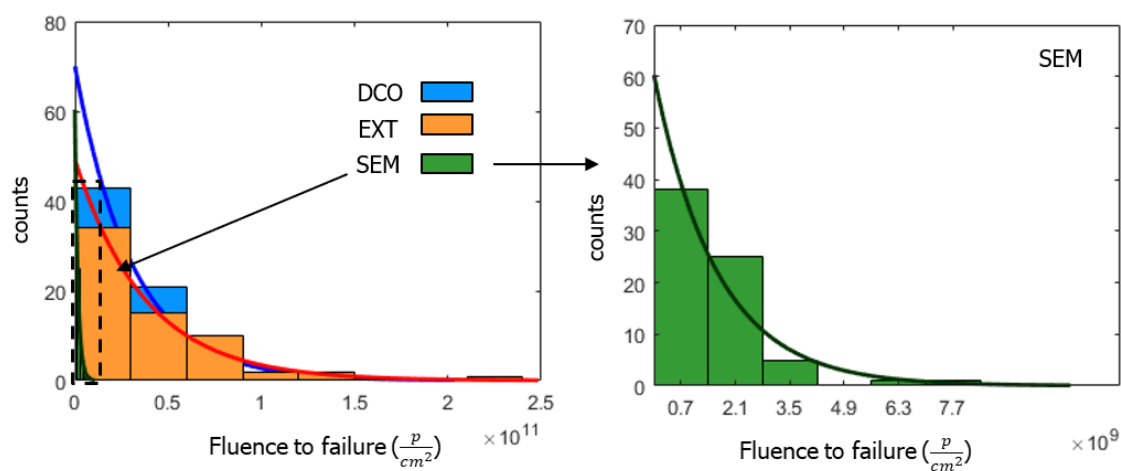 80
60
40
20
0
counts
DCO
EXT
SEM
0 0.5 1 1.5 2 2.5
× 10^11
Fluence to failure (p/cm^2)
70
60
50
40
30
20
10
0
counts
SEM
0.7 2.1 3.5 4.9 6.3 7.7
× 10^9
Fluence to failure (p/cm^2)